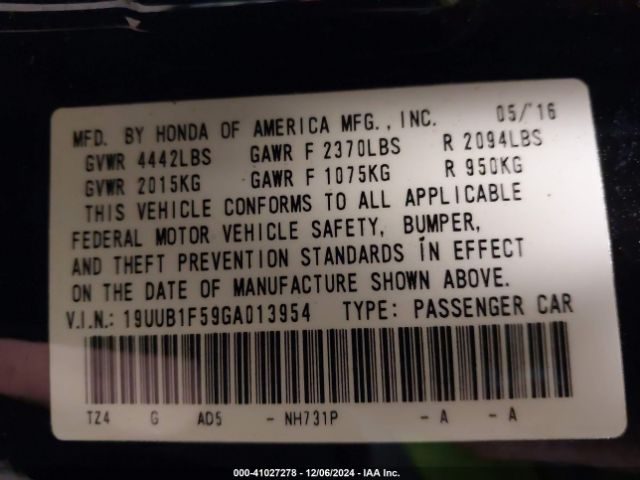 MFD. BY HONDA OF AMERICA MFG., INC. 05/'16
GVWR 4442LBS GAWR F 2370LBS R 2094LBS
GVWR 2015KG GAWR F 1075KG R 950KG
THIS VEHICLE CONFORMS TO ALL APPLICABLE
FEDERAL MOTOR VEHICLE SAFETY, BUMPER,
AND THEFT PREVENTION STANDARDS IN EFFECT
ON THE DATE OF MANUFACTURE SHOWN ABOVE.
V.I.N.: 19UUB1F59GA013954 TYPE: PASSENGER CAR
TZ4 G AD5 - NH731P - A - A
000-41027278 - 12/06/2024 - IAA Inc.